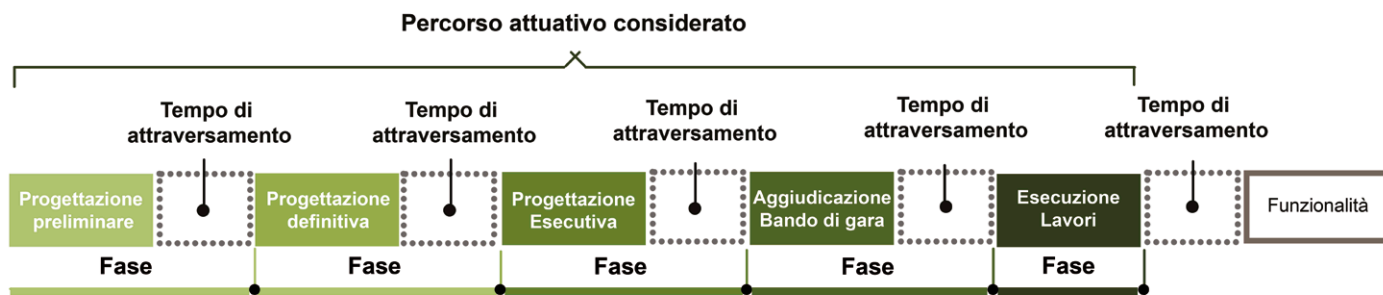 Percorso attuativo considerato
Tempo di
attraversamento
Tempo di
attraversamento
Tempo di
attraversamento
Tempo di
attraversamento
Tempo di
attraversamento
Progettazione
preliminare
Progettazione
definitiva
Progettazione
Esecutiva
Aggiudicazione
Bando di gara
Esecuzione
Lavori
Funzionalità
Fase
Fase
Fase
Fase
Fase